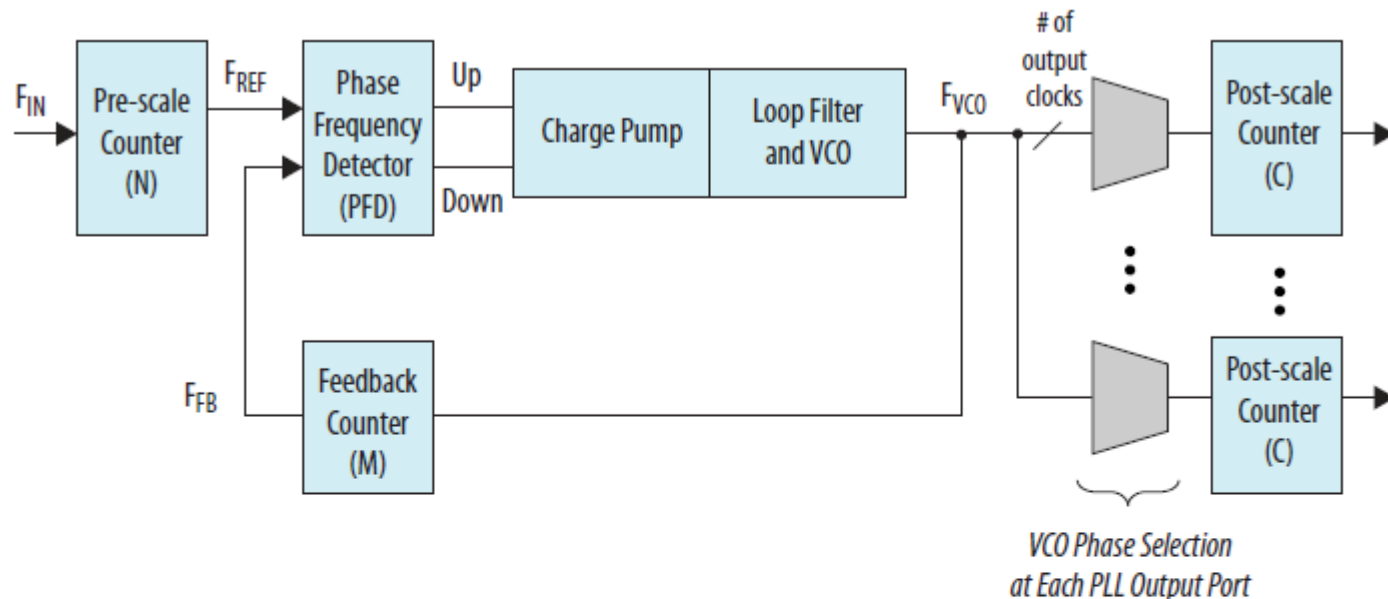 F_IN
Pre-scale
Counter
(N)
F_REF
Phase
Frequency
Detector
(PFD)
Up
Down
Charge Pump
Loop Filter
and VCO
F_VCO
# of
output
clocks
Post-scale
Counter
(C)
F_FB
Feedback
Counter
(M)
Post-scale
Counter
(C)
VCO Phase Selection
at Each PLL Output Port